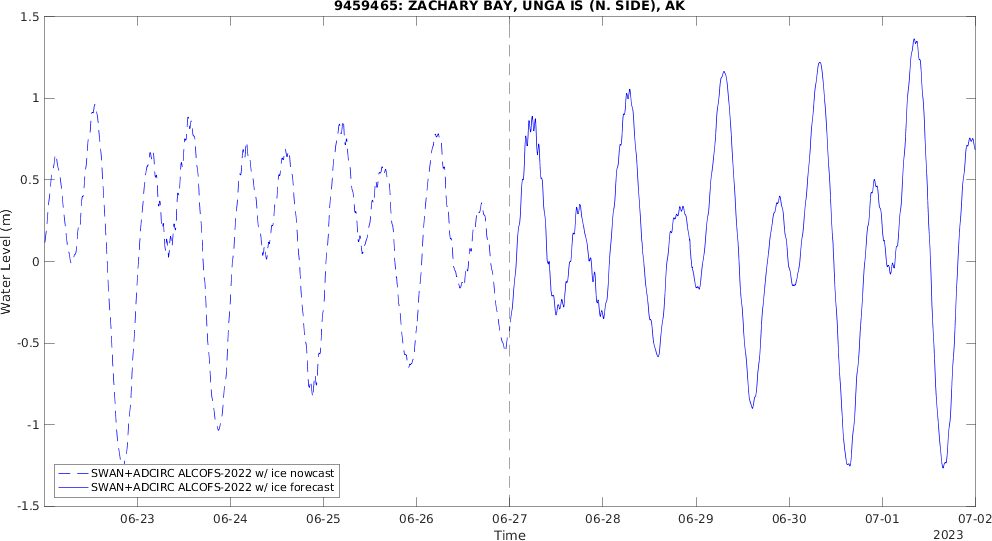 9459465: ZACHARY BAY, UNGA IS (N. SIDE), AK
1.5
1
0.5
0
-0.5
-1
-1.5
Water Level (m)
SWAN+ADCIRC ALCOFS-2022 w/ ice nowcast
SWAN+ADCIRC ALCOFS-2022 w/ ice forecast
06-23 06-24 06-25 06-26 06-27 06-28 06-29 06-30 07-01 07-02
Time
2023